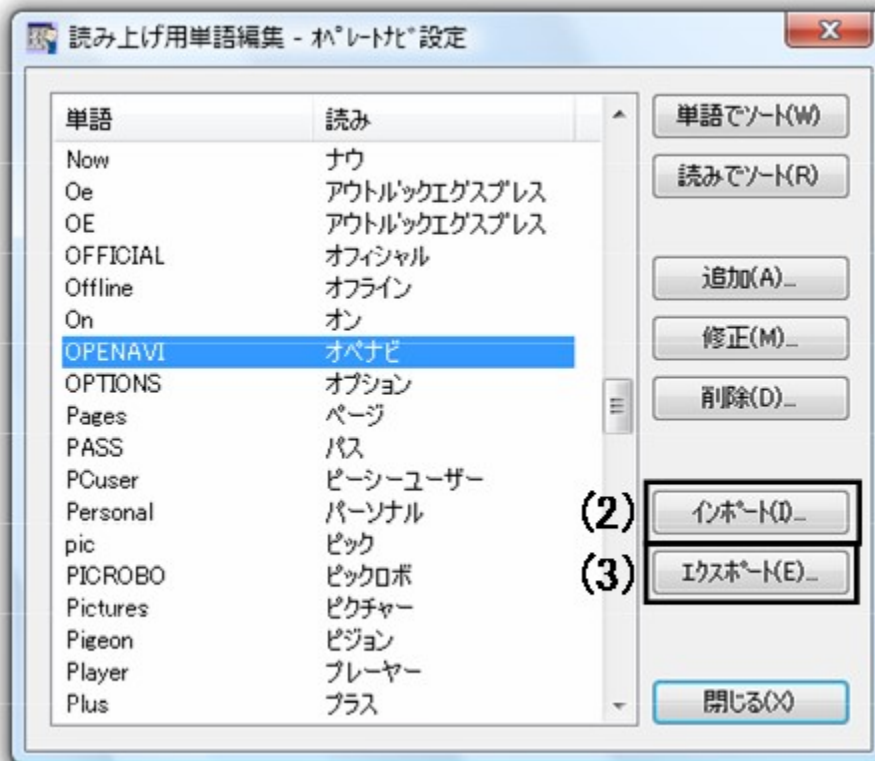 読み上げ用単語編集 - ｵﾍﾟﾚｰﾄﾅﾋﾞ設定
単語 読み
Now ナウ
Oe アウトルックエグスプレス
OE アウトルックエグスプレス
OFFICIAL オフィシャル
Offline オフライン
On オン
OPENAVI オペナビ
OPTIONS オプション
Pages ページ
PASS パス
PCuser ピーシーユーザー
Personal パーソナル
pic ピック
PICROBO ピックロボ
Pictures ピクチャー
Pigeon ピジョン
Player プレーヤー
Plus プラス
単語でソート(W)
読みでソート(R)
追加(A)...
修正(M)...
削除(D)...
(2) ｲﾝﾎﾟｰﾄ(I)...
(3) ｴｸｽﾎﾟｰﾄ(E)...
閉じる(X)